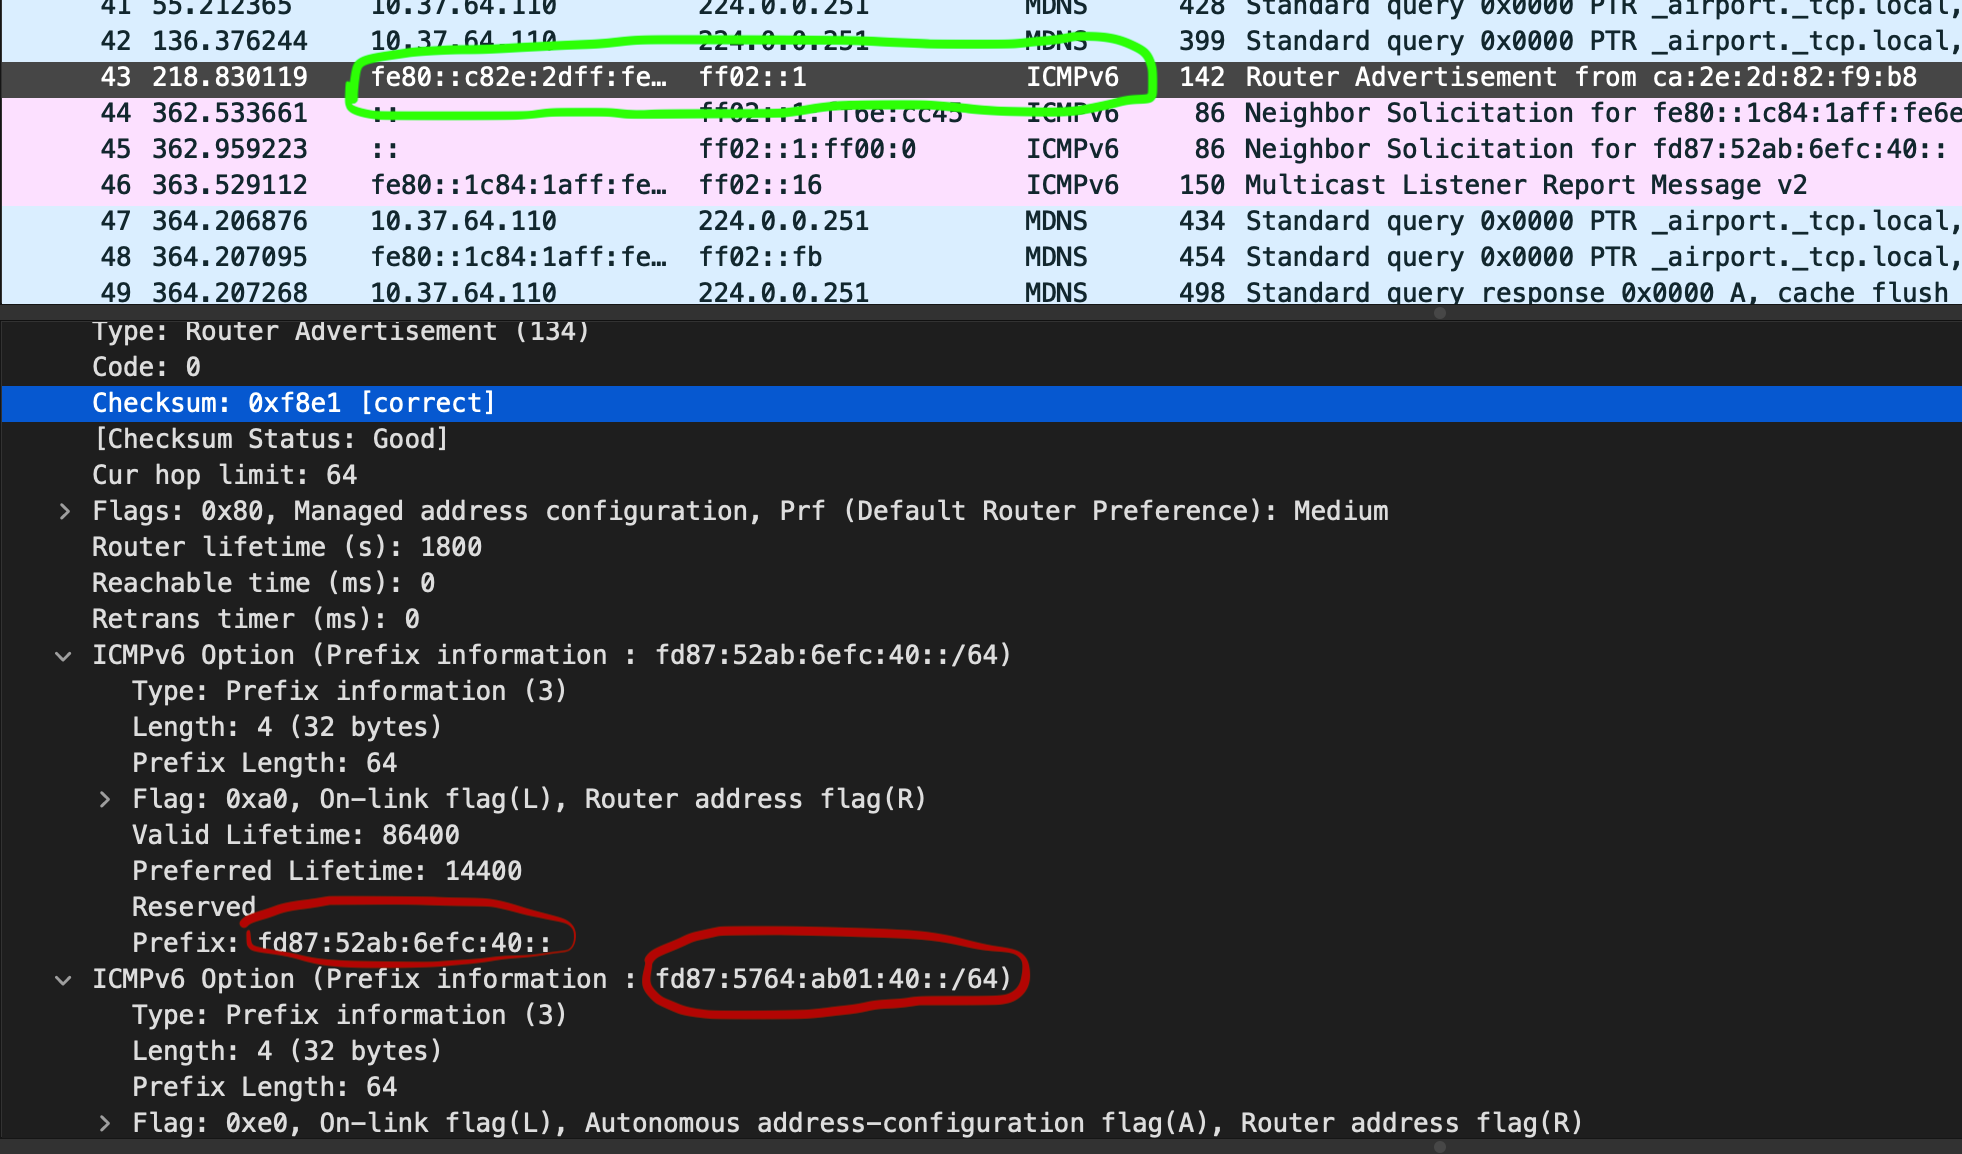 41 55.212365 10.37.64.110 224.0.0.251 MDNS 428 Standard query 0x0000 PTR _airport._tcp.local,
42 136.376244 10.37.64.110 224.0.0.251 MDNS 399 Standard query 0x0000 PTR _airport._tcp.local,
43 218.830119 fe80::c82e:2dff:fe… ff02::1 ICMPv6 142 Router Advertisement from ca:2e:2d:82:f9:b8
44 362.533661 :: ff02::1:ff6e:cc45 ICMPv6 86 Neighbor Solicitation for fe80::1c84:1aff:fe6e
45 362.959223 :: ff02::1:ff00:0 ICMPv6 86 Neighbor Solicitation for fd87:52ab:6efc:40::
46 363.529112 fe80::1c84:1aff:fe… ff02::16 ICMPv6 150 Multicast Listener Report Message v2
47 364.206876 10.37.64.110 224.0.0.251 MDNS 434 Standard query 0x0000 PTR _airport._tcp.local,
48 364.207095 fe80::1c84:1aff:fe… ff02::fb MDNS 454 Standard query 0x0000 PTR _airport._tcp.local,
49 364.207268 10.37.64.110 224.0.0.251 MDNS 498 Standard query response 0x0000 A, cache flush
Type: Router Advertisement (134)
Code: 0
Checksum: 0xf8e1 [correct]
[Checksum Status: Good]
Cur hop limit: 64
Flags: 0x80, Managed address configuration, Prf (Default Router Preference): Medium
Router lifetime (s): 1800
Reachable time (ms): 0
Retrans timer (ms): 0
ICMPv6 Option (Prefix information : fd87:52ab:6efc:40::/64)
Type: Prefix information (3)
Length: 4 (32 bytes)
Prefix Length: 64
Flag: 0xa0, On-link flag(L), Router address flag(R)
Valid Lifetime: 86400
Preferred Lifetime: 14400
Reserved
Prefix: fd87:52ab:6efc:40::
ICMPv6 Option (Prefix information : fd87:5764:ab01:40::/64)
Type: Prefix information (3)
Length: 4 (32 bytes)
Prefix Length: 64
Flag: 0xe0, On-link flag(L), Autonomous address-configuration flag(A), Router address flag(R)